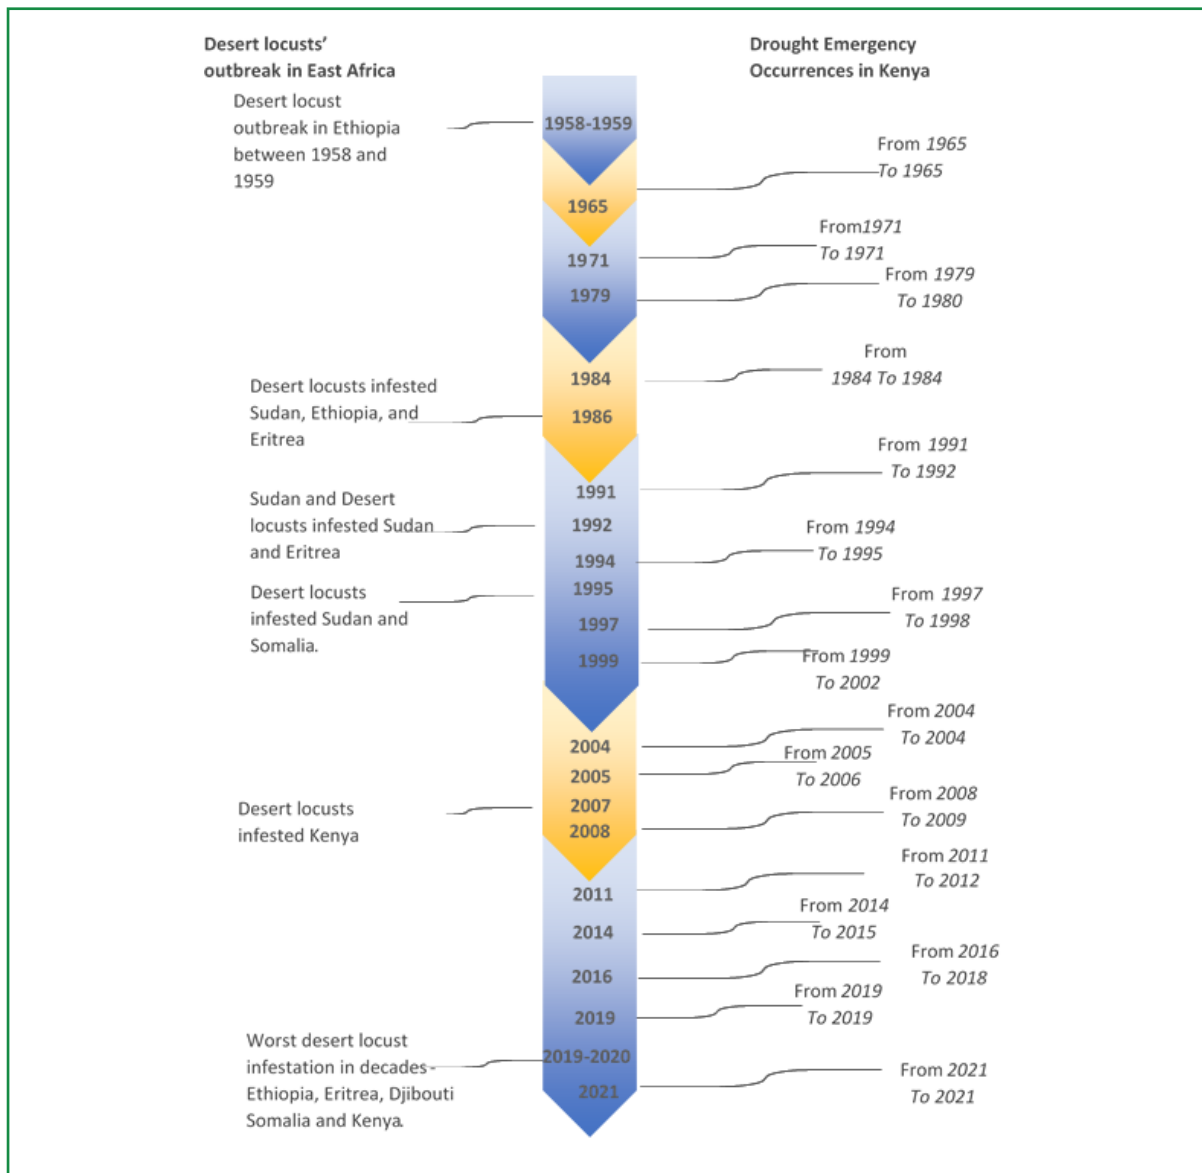 Desert locusts'
outbreak in East Africa
Drought Emergency
Occurrences in Kenya
Desert locust
outbreak in Ethiopia
between 1958 and
1959
1958-1959
From 1965
To 1965
1965
From1971
To 1971
1971
From 1979
To 1980
1979
From
1984 To 1984
1984
Desert locusts infested
Sudan, Ethiopia, and
Eritrea
1986
From 1991
To 1992
1991
Sudan and Desert
locusts infested Sudan
and Eritrea
1992
From 1994
To 1995
1994
Desert locusts
infested Sudan and
Somalia.
1995
From 1997
To 1998
1997
From 1999
To 2002
1999
From 2004
To 2004
2004
From 2005
To 2006
2005
Desert locusts
infested Kenya
2007
From 2008
To 2009
2008
From 2011
To 2012
2011
From 2014
To 2015
2014
From 2016
To 2018
2016
From 2019
To 2019
2019
Worst desert locust
infestation in decades-
Ethiopia, Eritrea, Djibouti
Somalia and Kenya.
2019-2020
From 2021
To 2021
2021